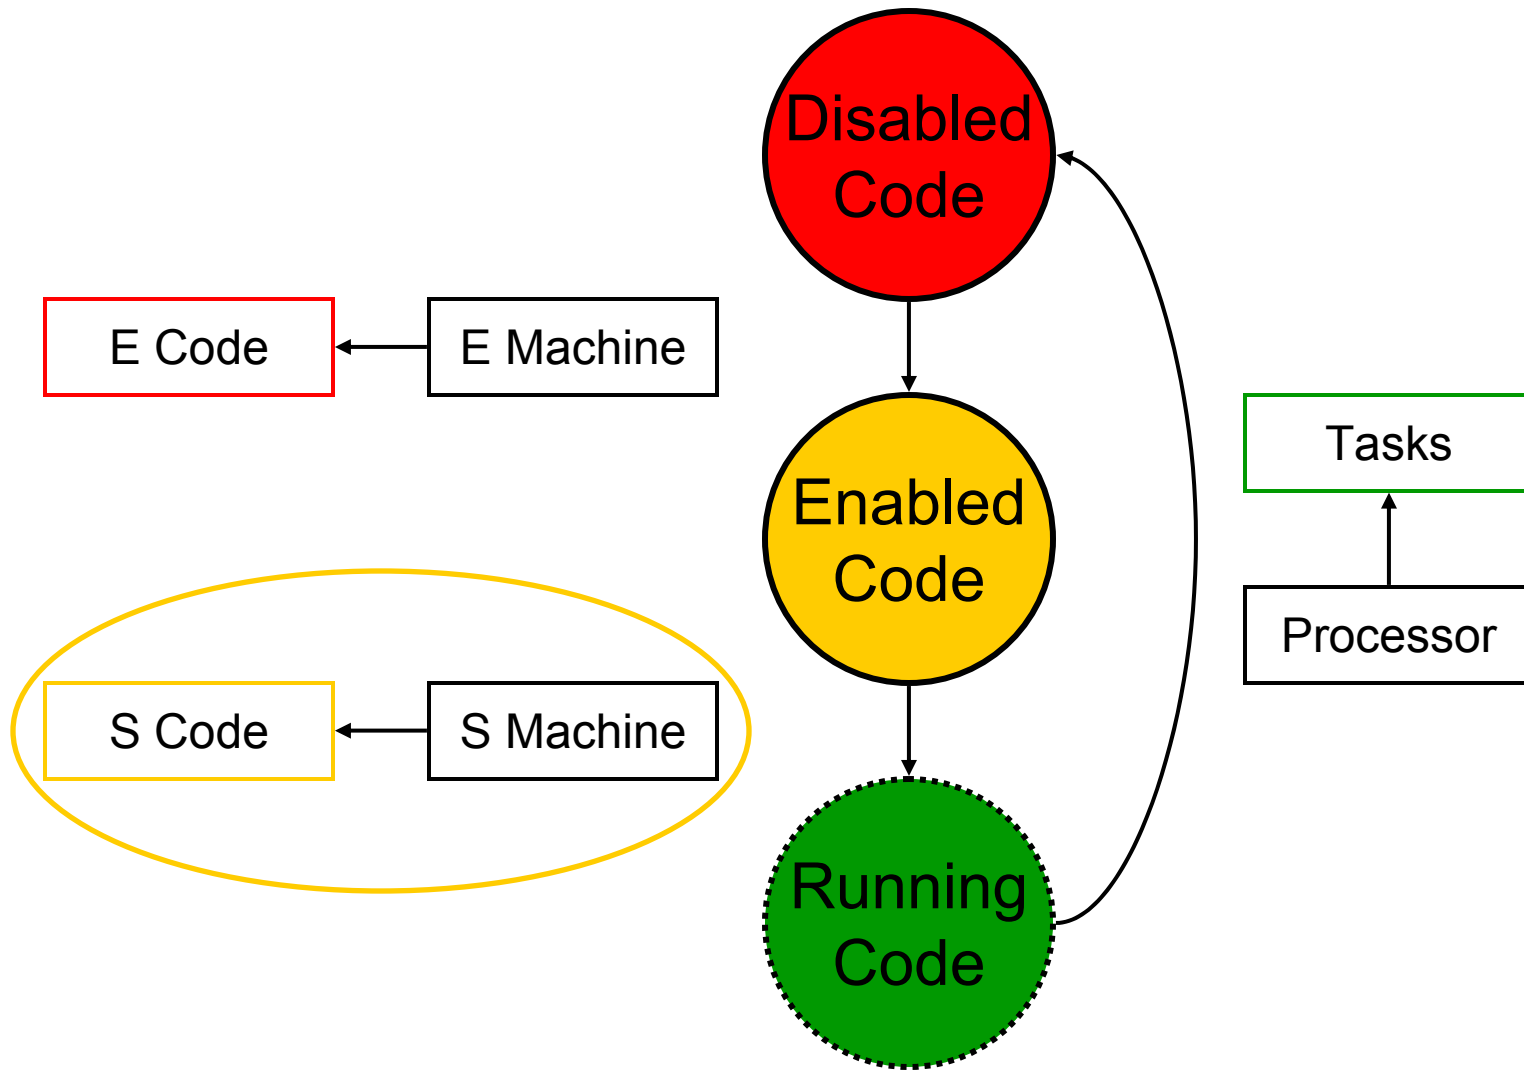 Disabled
Code
E Code
E Machine
Tasks
Enabled
Code
Processor
S Code
S Machine
Running
Code